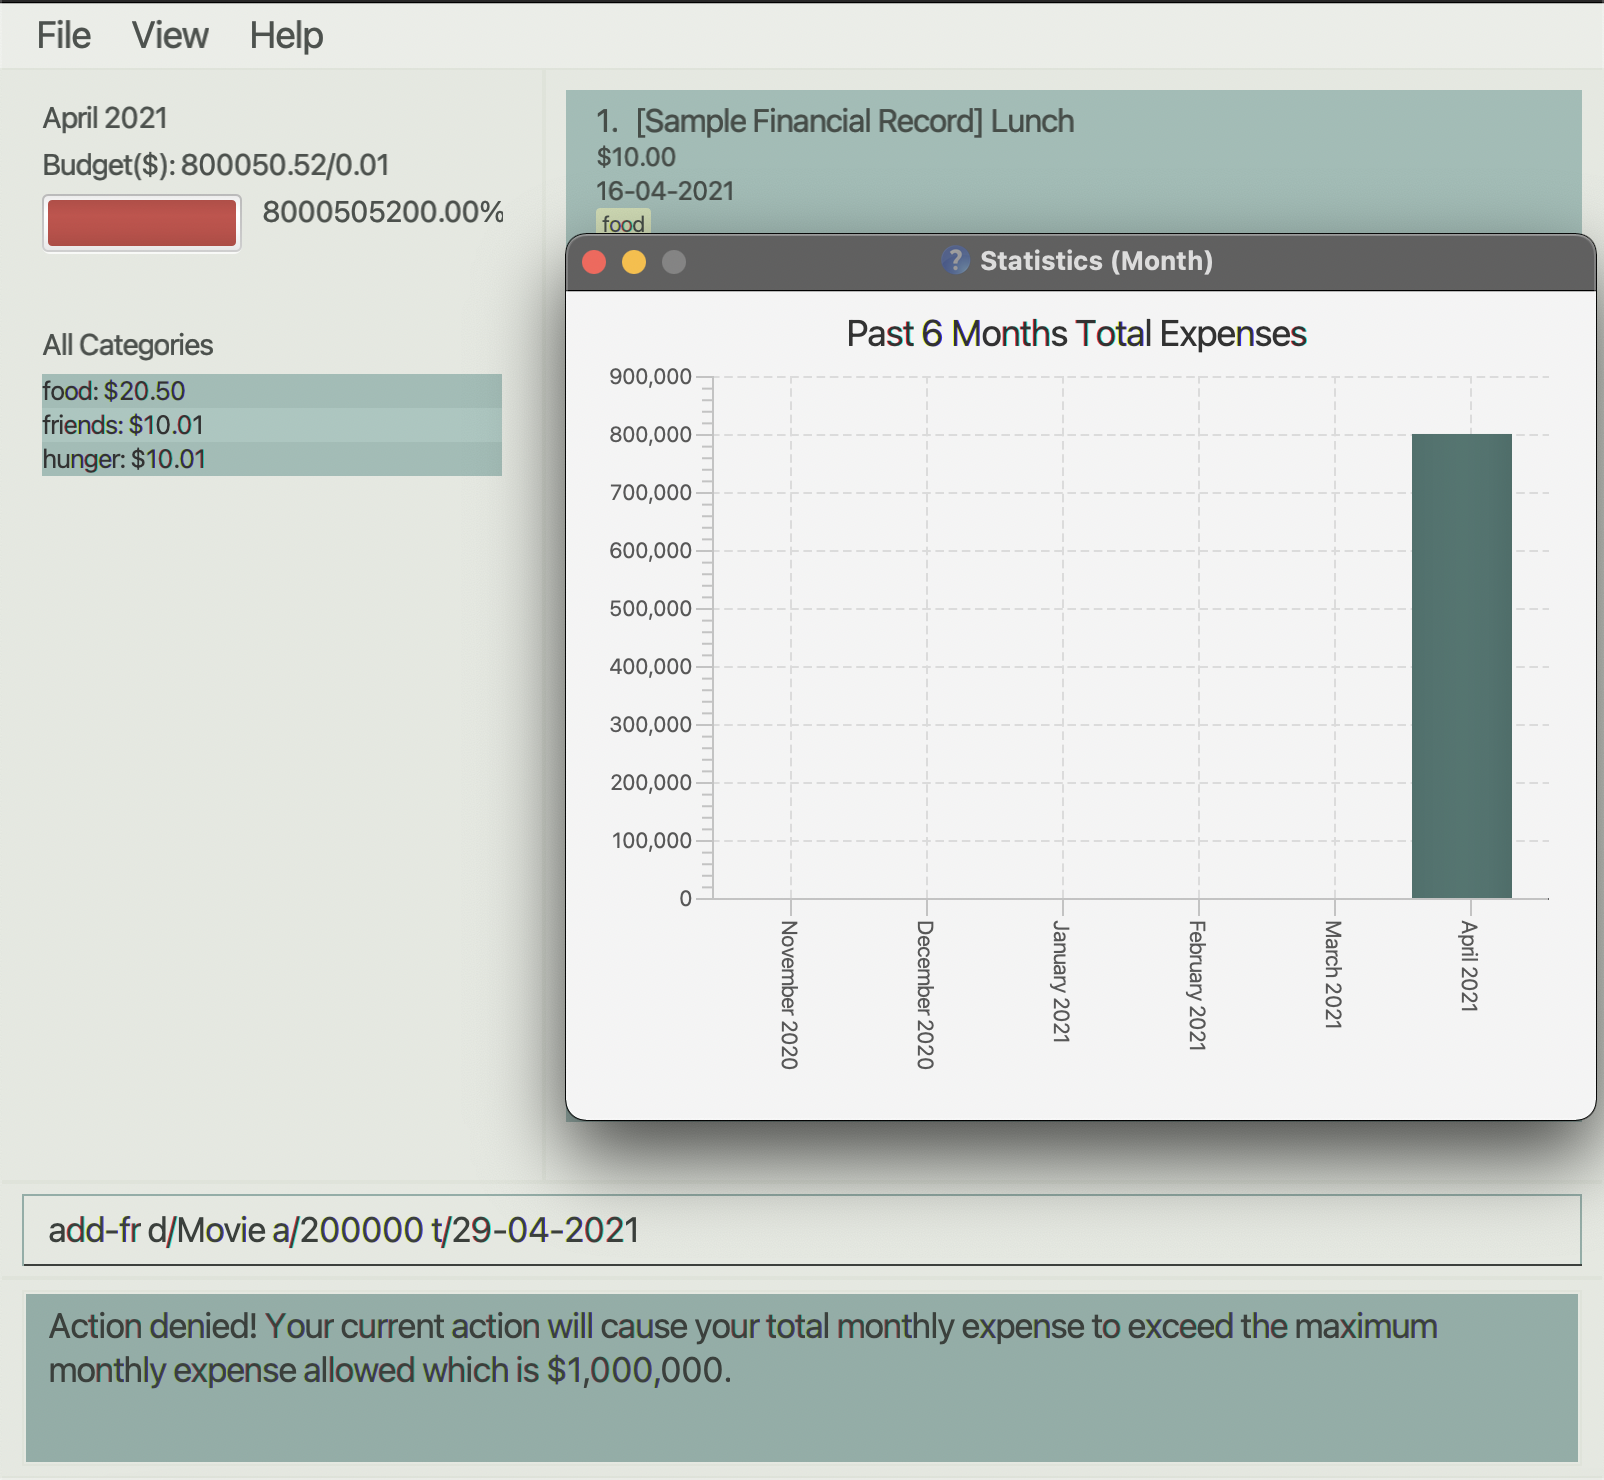 File View Help
April 2021
Budget($): 800050.52/0.01
8000505200.00%
All Categories
food: $20.50
friends: $10.01
hunger: $10.01
1. [Sample Financial Record] Lunch
$10.00
16-04-2021
food
? Statistics (Month)
Past 6 Months Total Expenses
900,000
800,000
700,000
600,000
500,000
400,000
300,000
200,000
100,000
0
November 2020
December 2020
January 2021
February 2021
March 2021
April 2021
add-fr d/Movie a/200000 t/29-04-2021
Action denied! Your current action will cause your total monthly expense to exceed the maximum
monthly expense allowed which is $1,000,000.